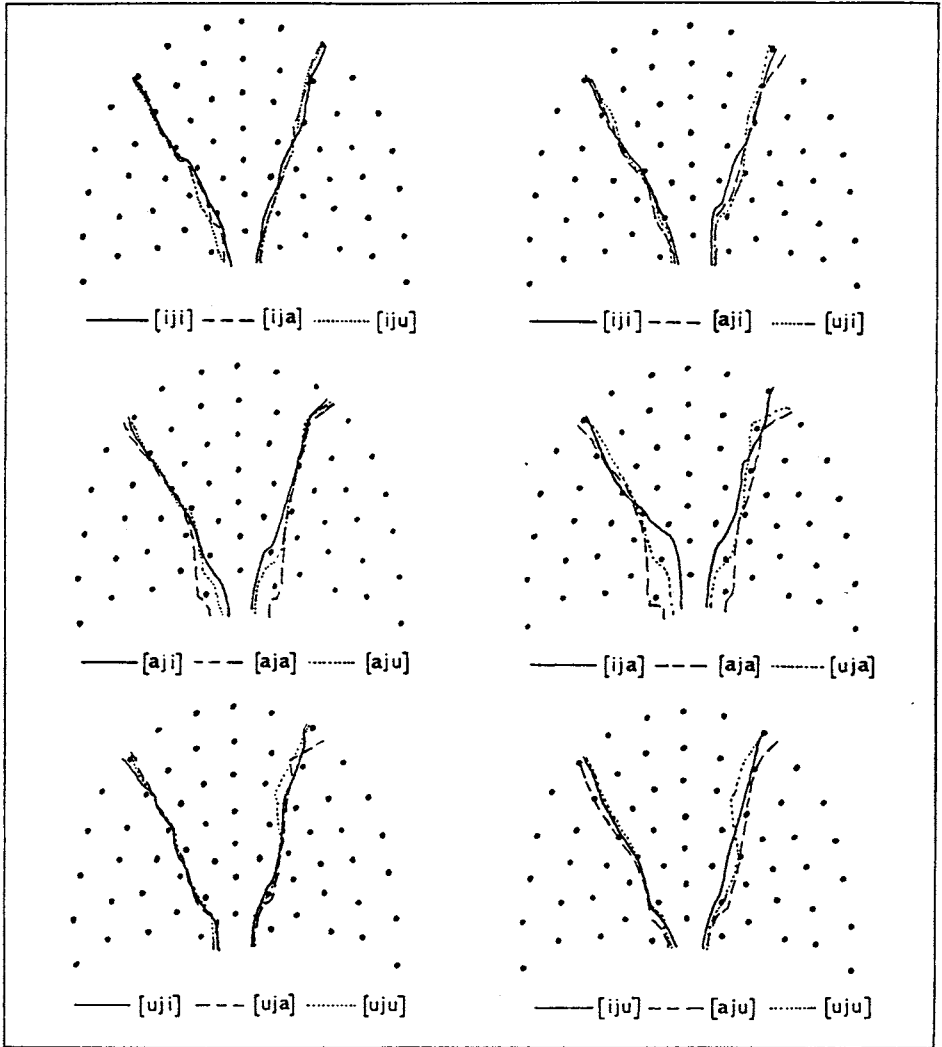 [iji] [ija] [iju]
[iji] [aji] [uji]
[aji] [aja] [aju]
[ija] [aja] [uja]
[uji] [uja] [uju]
[iju] [aju] [uju]